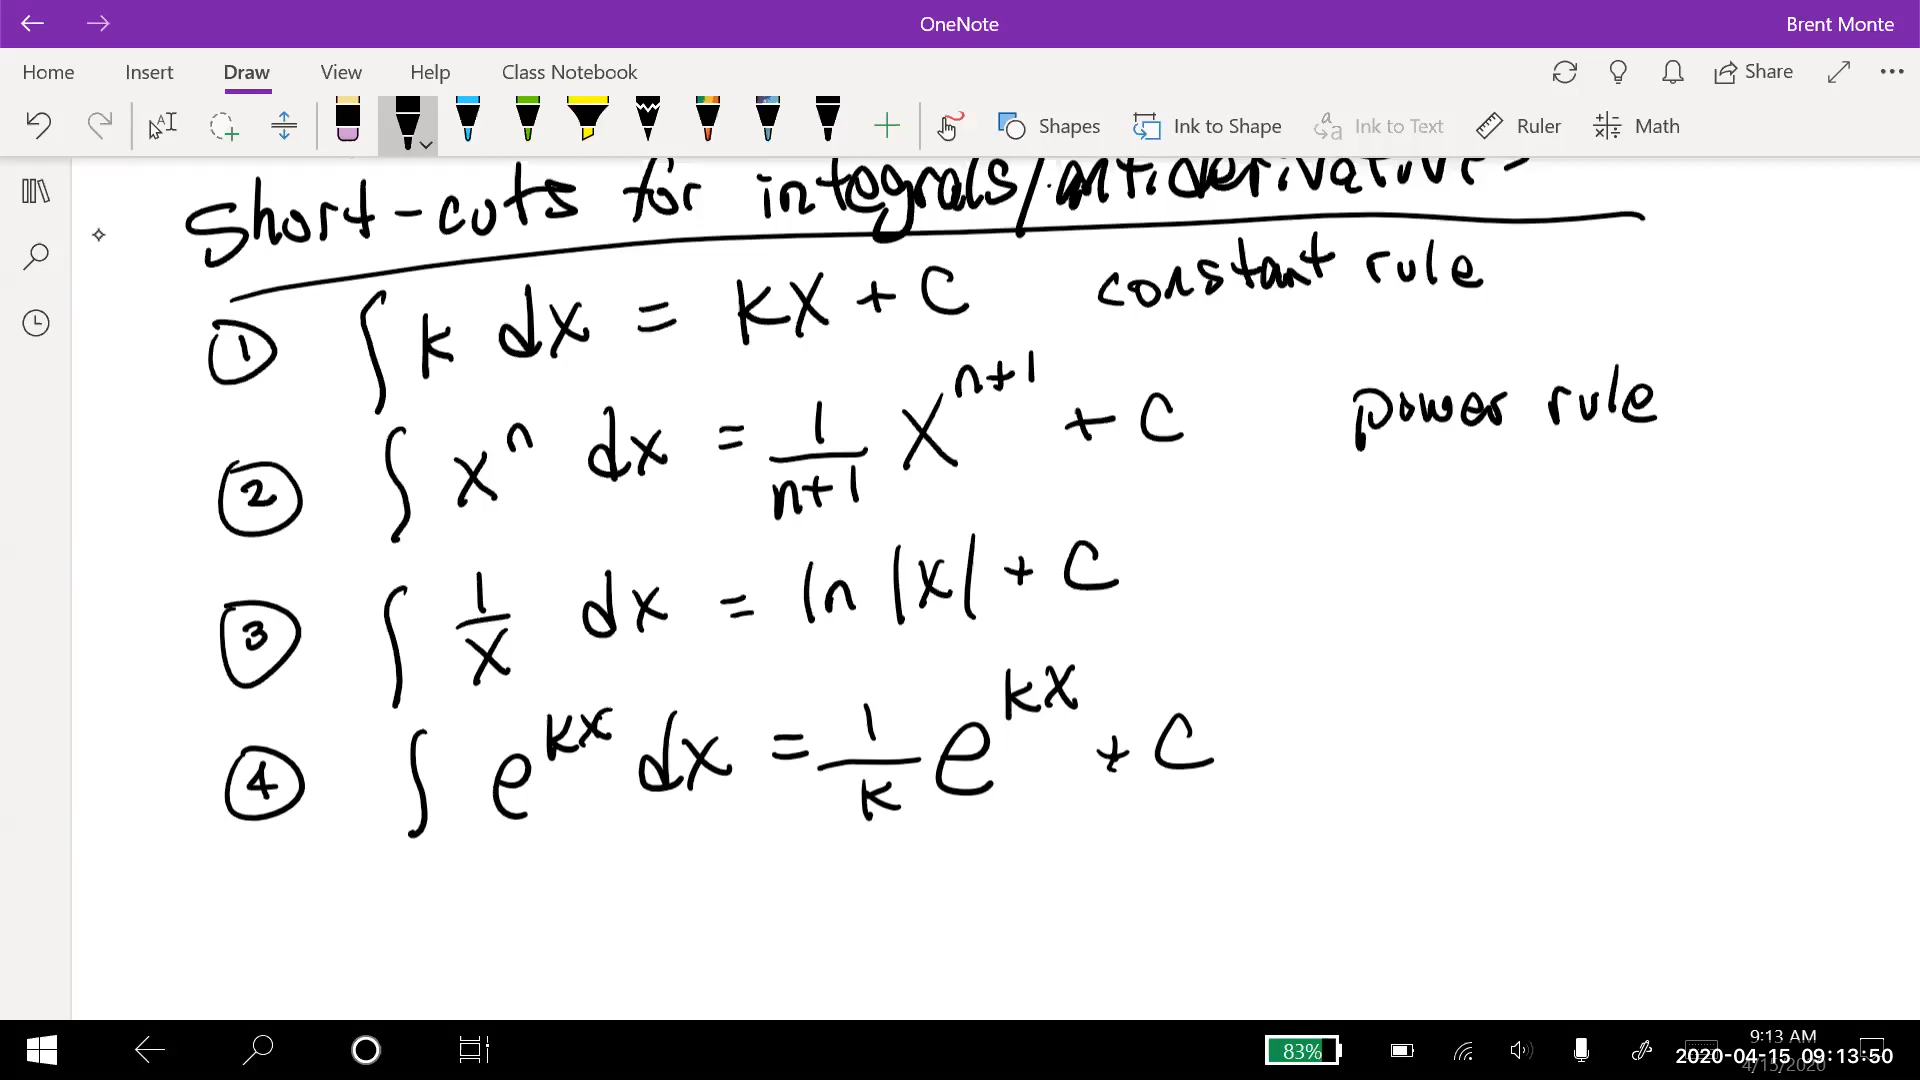 OneNote
Brent Monte
Home Insert Draw View Help Class Notebook Share
Shapes Ink to Shape Ink to Text Ruler Math
Short-cuts for integrals/antiderivatives
① ∫ k dx = kx + C constant rule
② ∫ xⁿ dx = 1/(n+1) xⁿ⁺¹ + C power rule
③ ∫ 1/x dx = ln |x| + C
④ ∫ e^(kx) dx = 1/k e^(kx) + C
83%
9:13 AM
2020-04-15 09:13:50
4/15/2020